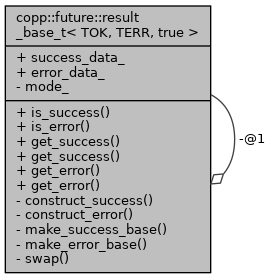 copp::future::result
_base_t< TOK, TERR, true >
+ success_data_
+ error_data_
- mode_
+ is_success()
+ is_error()
+ get_success()
+ get_success()
+ get_error()
+ get_error()
- construct_success()
- construct_error()
- make_success_base()
- make_error_base()
- swap()
-@1